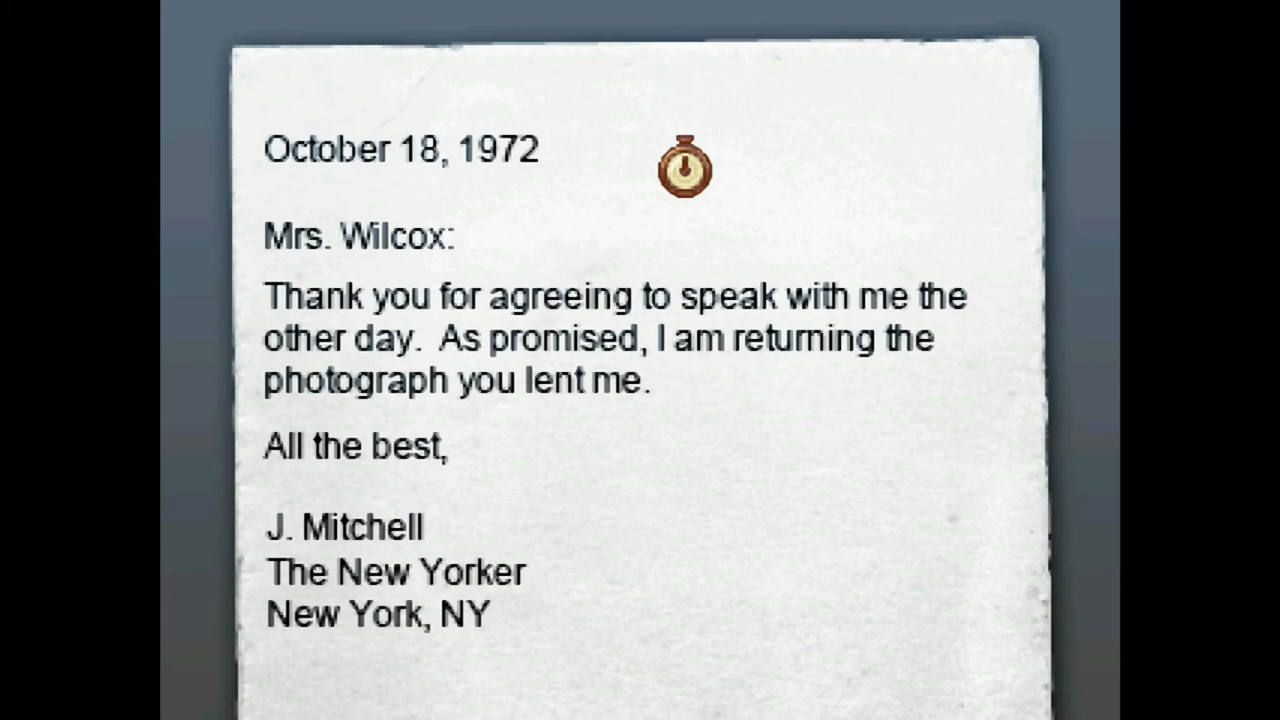 October 18, 1972
Mrs. Wilcox:
Thank you for agreeing to speak with me the
other day.  As promised, I am returning the
photograph you lent me.
All the best,
J. Mitchell
The New Yorker
New York, NY